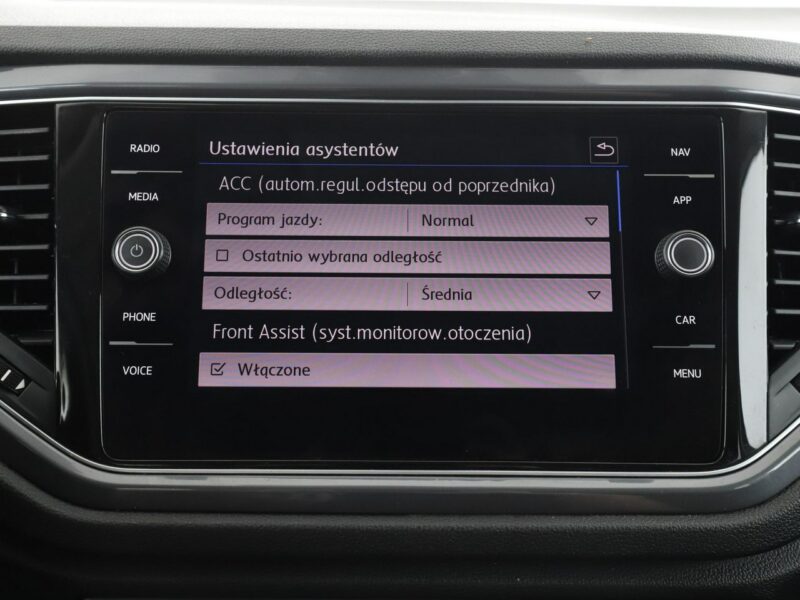 RADIO
MEDIA
PHONE
VOICE
Ustawienia asystentów
ACC (autom.regul.odstępu od poprzednika)
Program jazdy: Normal
Ostatnio wybrana odległość
Odległość: Średnia
Front Assist (syst.monitorow.otoczenia)
Włączone
NAV
APP
CAR
MENU